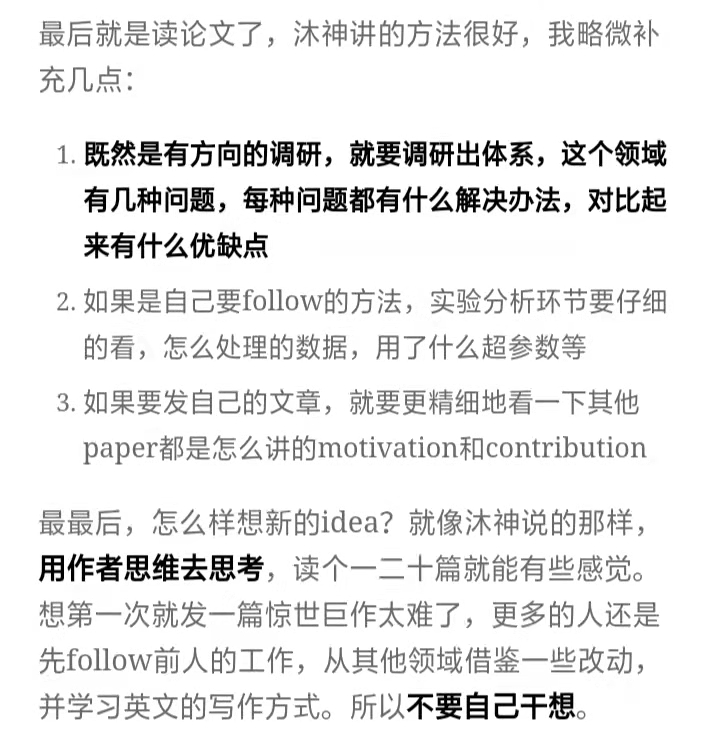 最后就是读论文了，沐神讲的方法很好，我略微补
充几点：
1. 既然是有方向的调研，就要调研出体系，这个领域
有几种问题，每种问题都有什么解决办法，对比起
来有什么优缺点
2. 如果是自己要follow的方法，实验分析环节要仔细
的看，怎么处理的数据，用了什么超参数等
3. 如果要发自己的文章，就要更精细地看一下其他
paper都是怎么讲的motivation和contribution
最最后，怎么样想新的idea？就像沐神说的那样，
用作者思维去思考，读个一二十篇就能有些感觉。
想第一次就发一篇惊世巨作太难了，更多的人还是
先follow前人的工作，从其他领域借鉴一些改动，
并学习英文的写作方式。所以不要自己干想。